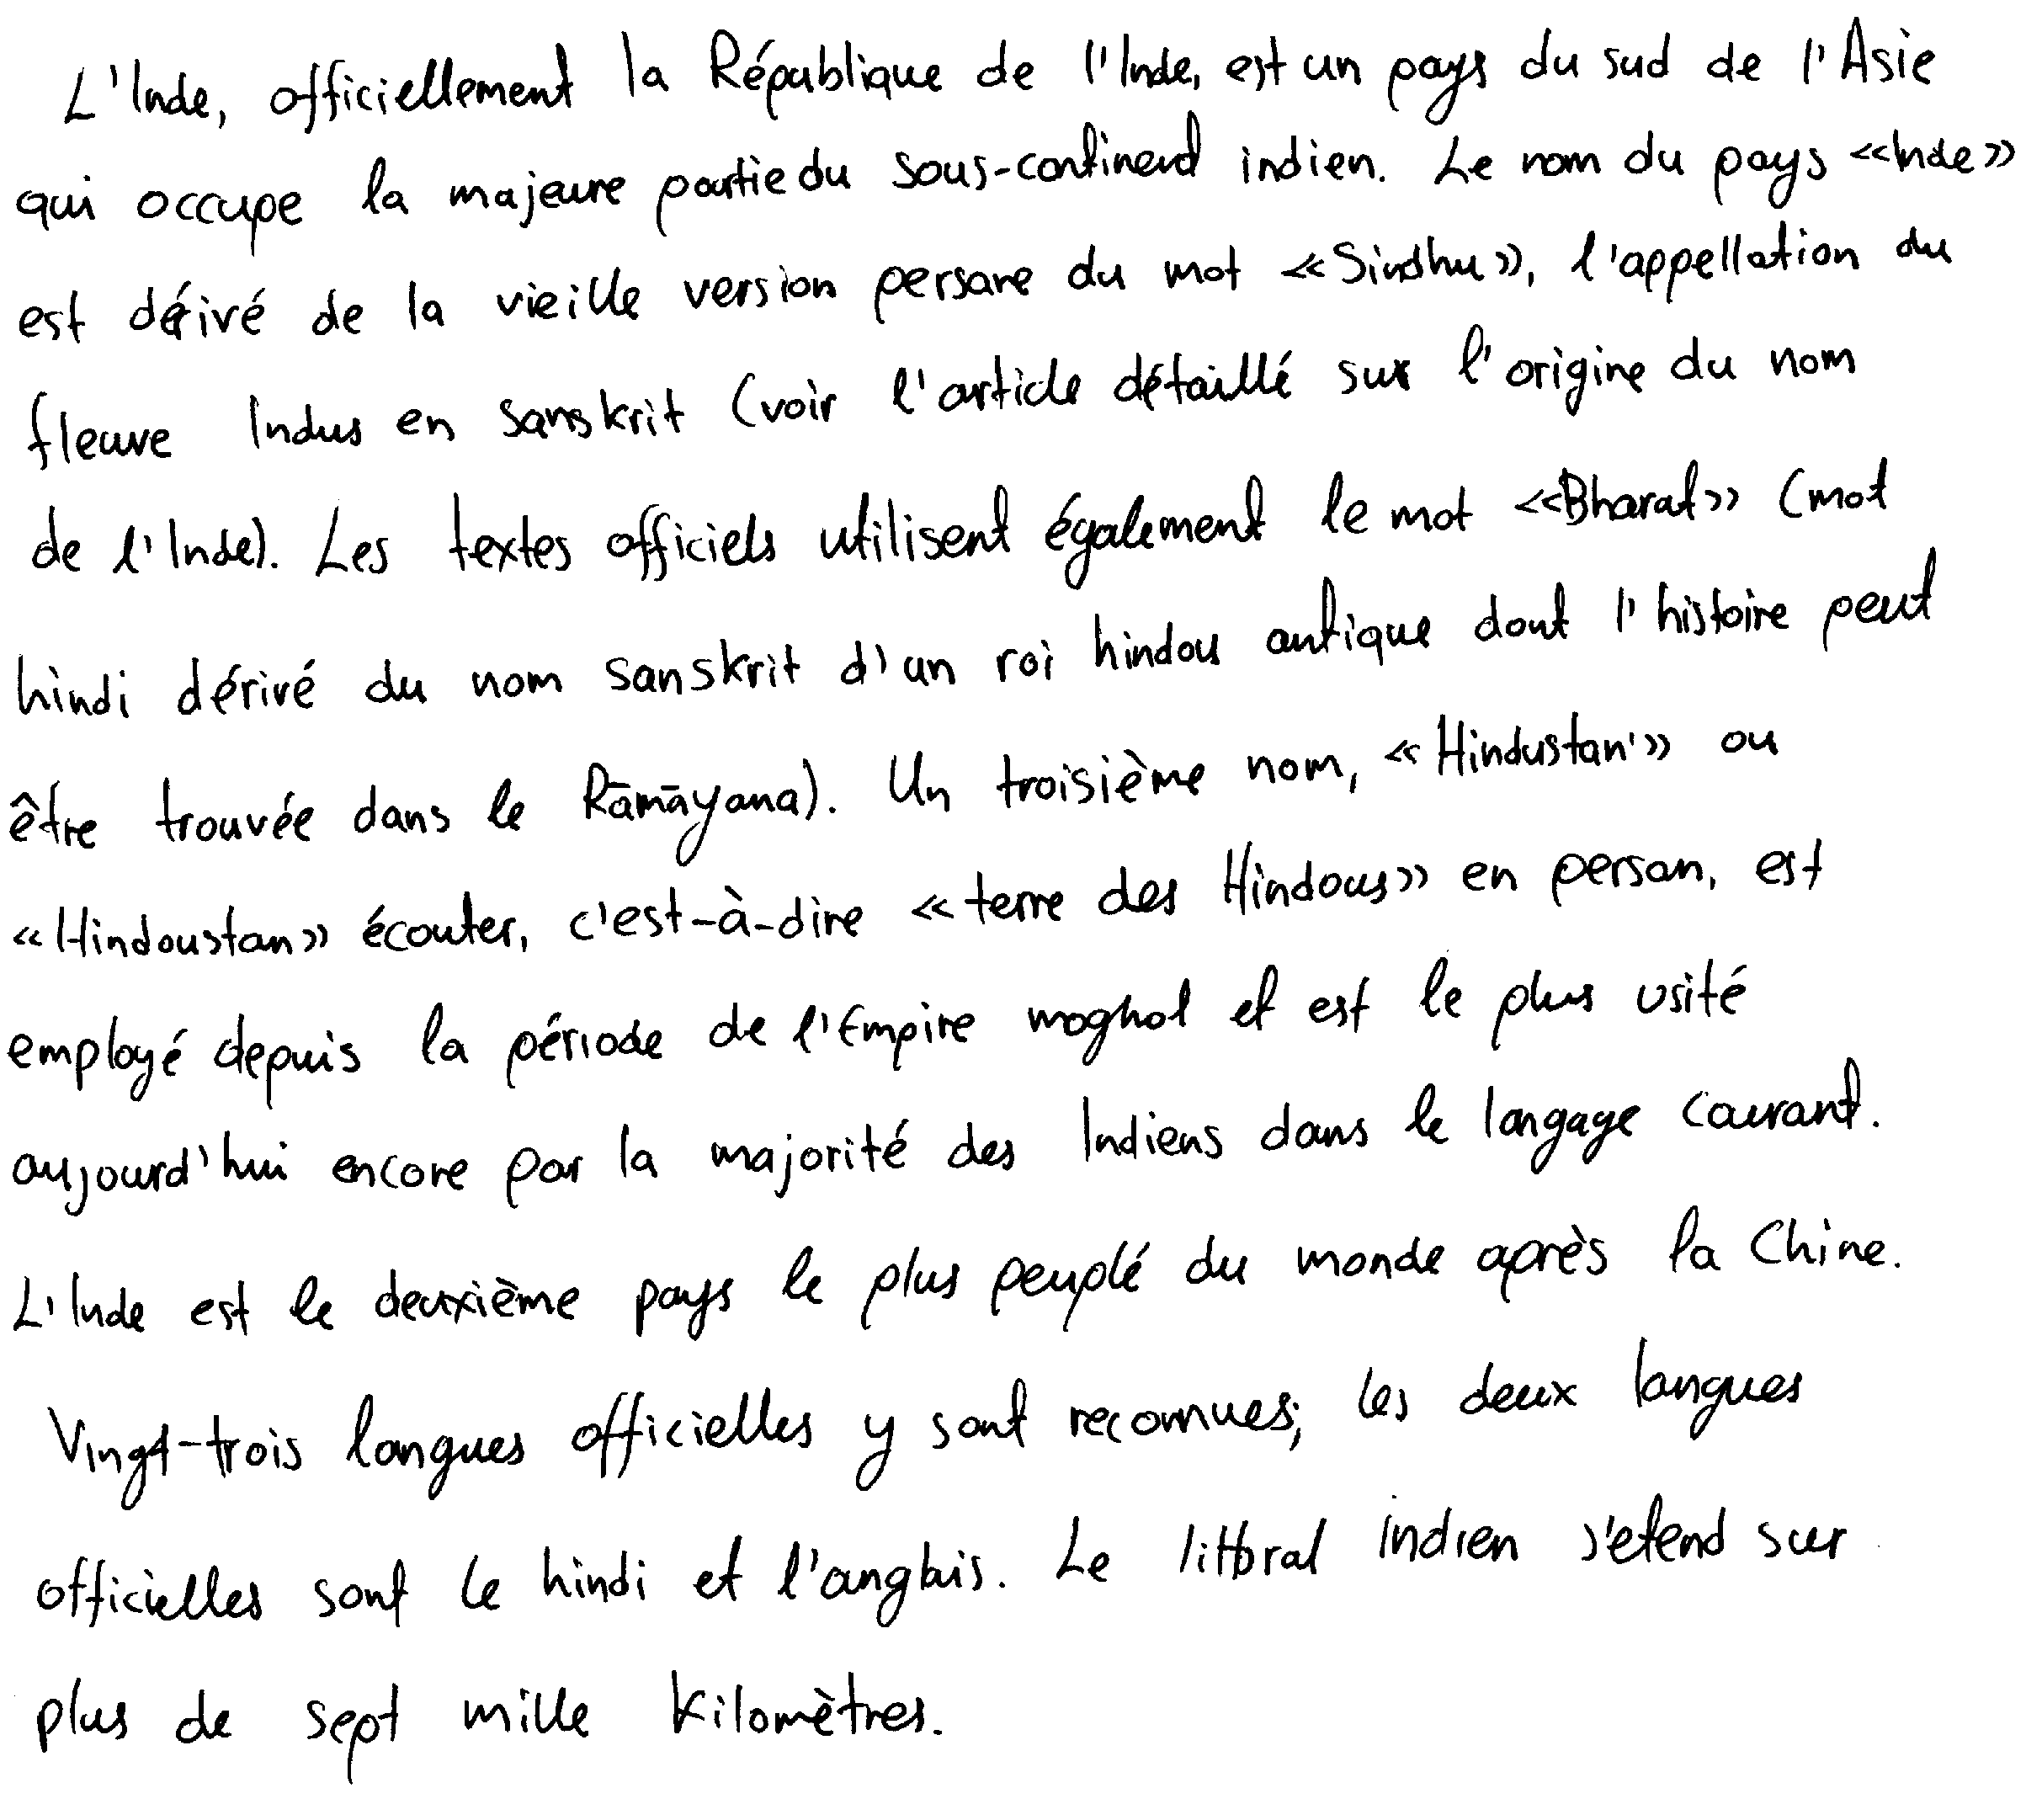 L'Inde, officiellement la République de l'Inde, est un pays du sud de l'Asie
qui occupe la majeure partie du sous-continent indien. Le nom du pays «Inde»
est dérivé de la vieille version persane du mot «Sindhu», l'appellation du
fleuve Indus en sanskrit (voir l'article détaillé sur l'origine du nom
de l'Inde). Les textes officiels utilisent également le mot «Bharat» (mot
hindi dérivé du nom sanskrit d'un roi hindou antique dont l'histoire peut
être trouvée dans le Rāmāyana). Un troisième nom, «Hindustan'» ou
«Hindoustan» écouter, c'est-à-dire «terre des Hindous» en persan, est
employé depuis la période de l'Empire moghol et est le plus usité
aujourd'hui encore par la majorité des Indiens dans le langage courant.
L'Inde est le deuxième pays le plus peuplé du monde après la Chine.
Vingt-trois langues officielles y sont reconnues; les deux langues
officielles sont le hindi et l'anglais. Le littoral indien s'etend sur
plus de sept mille kilomètres.